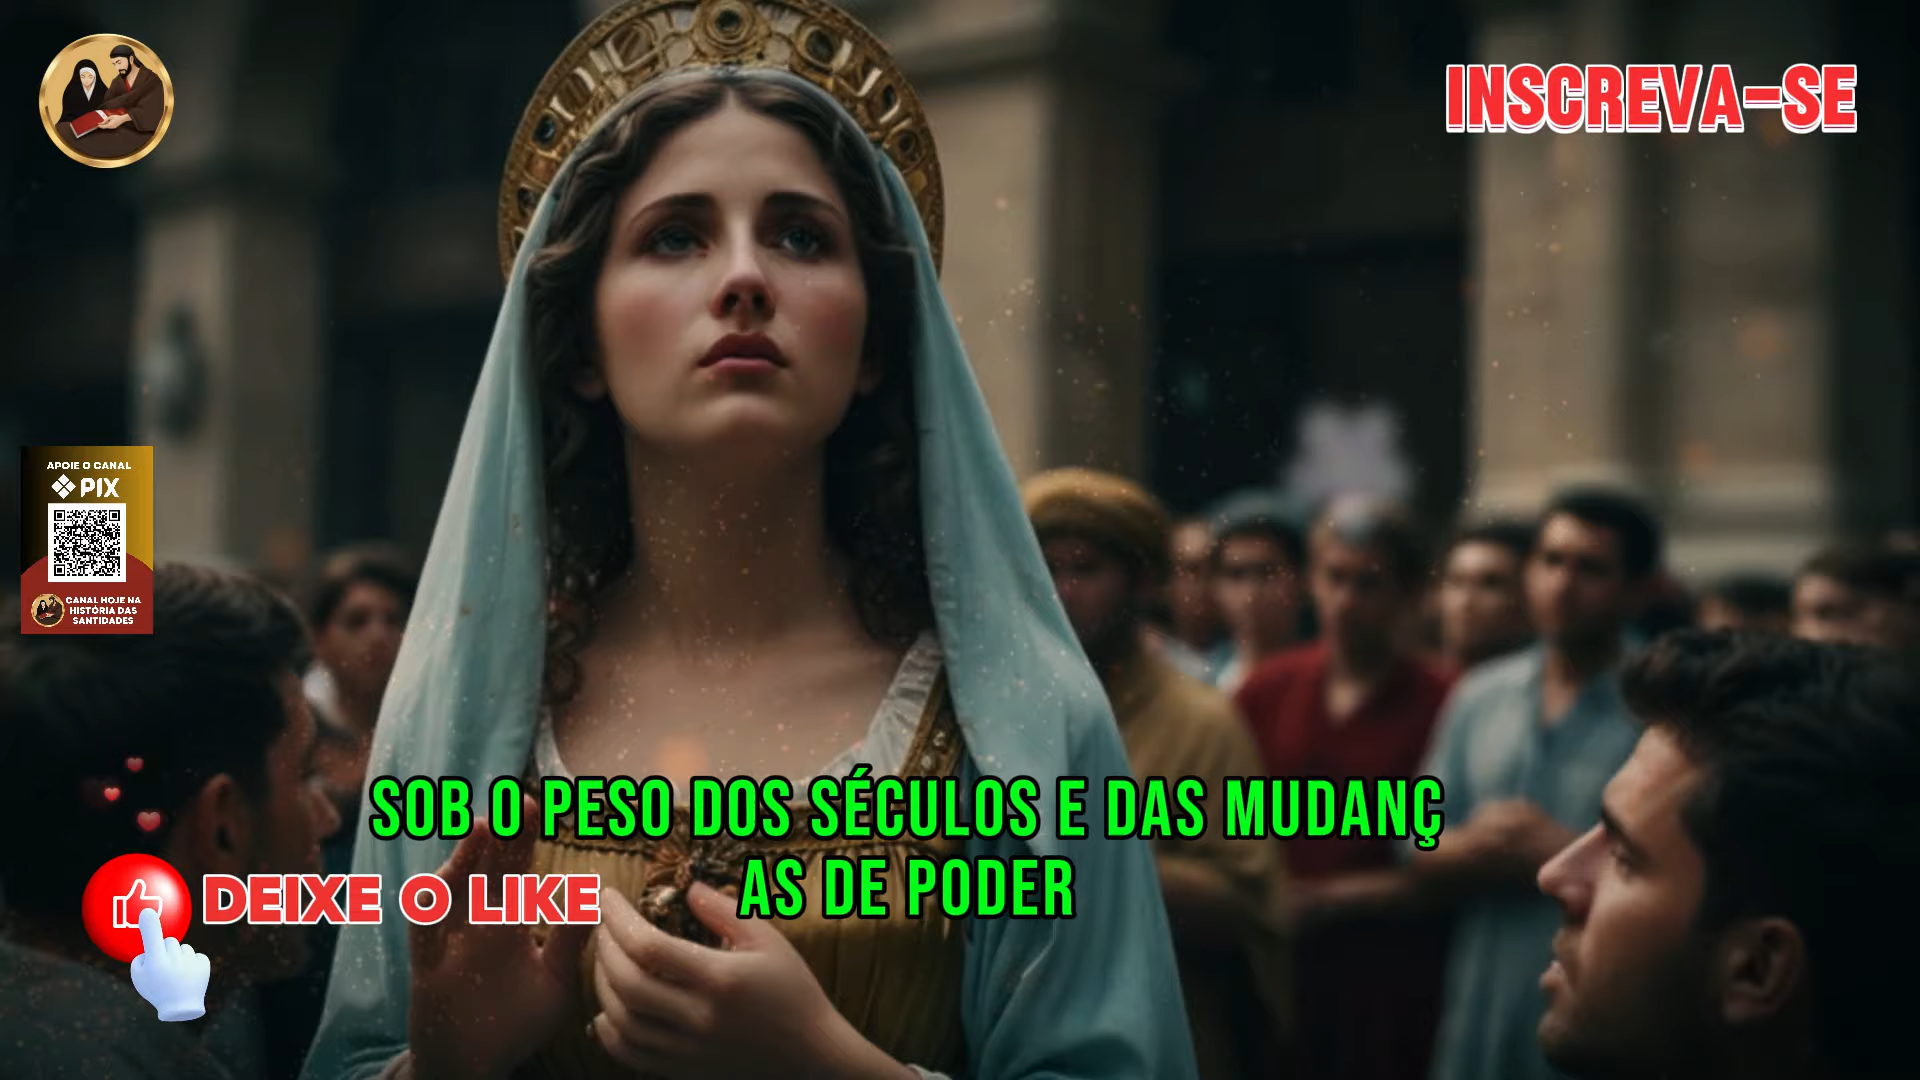 INSCREVA-SE
APOIE O CANAL
PIX
CANAL HOJE NA
HISTÓRIA DAS
SANTIDADES
SOB O PESO DOS SÉCULOS E DAS MUDANÇ
AS DE PODER
DEIXE O LIKE